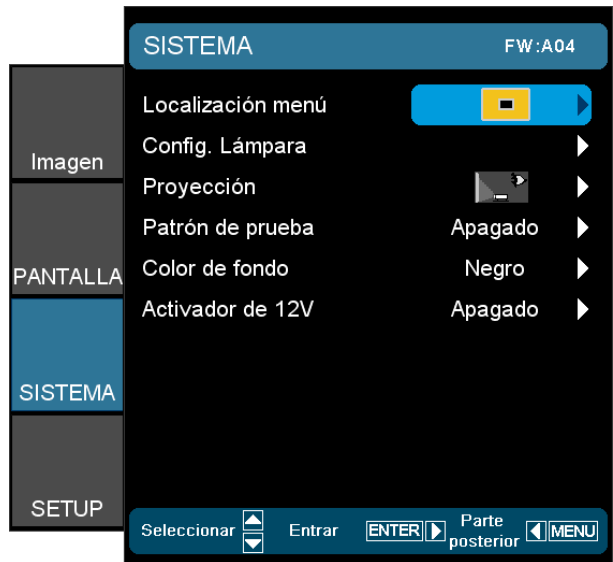 SISTEMA FW:A04
Imagen
PANTALLA
SISTEMA
SETUP
Localización menú
Config. Lámpara
Proyección
Patrón de prueba Apagado
Color de fondo Negro
Activador de 12V Apagado
Seleccionar Entrar ENTER Parte posterior MENU